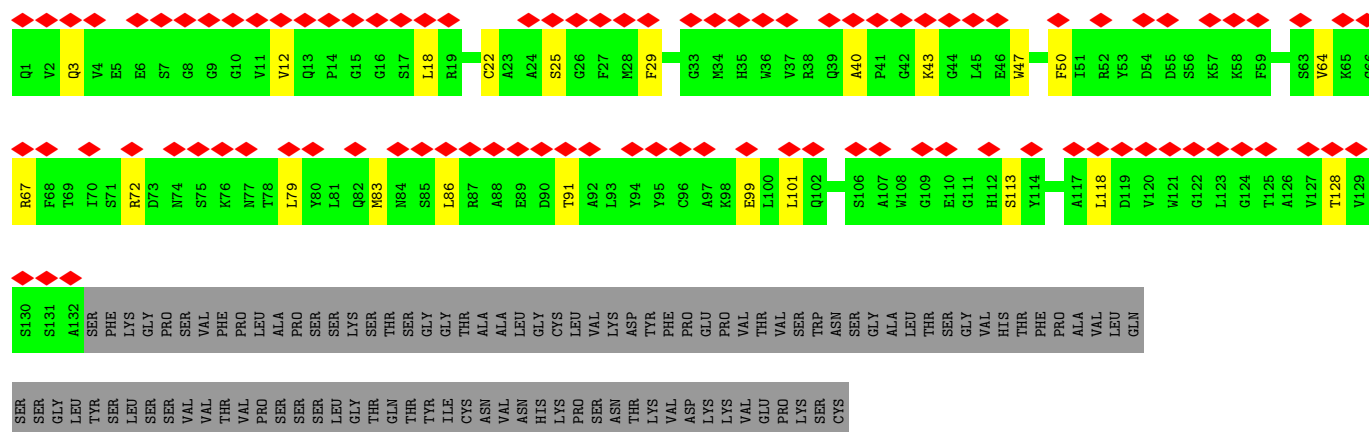 Q1 V2 Q3 V4 E5 E6 S7 G8 G9 G10 V11 V12 Q13 P14 G15 G16 S17 L18 R19 C22 A23 A24 S25 G26 F27 M28 F29 G33 M34 H35 W36 V37 R38 Q39 A40 P41 G42 K43 G44 L45 E46 W47 F50 I51 R52 Y53 D54 D55 S56 K57 K58 F59 S63 V64 K65 G66
R67 F68 T69 I70 S71 R72 D73 N74 S75 K76 N77 T78 L79 Y80 L81 Q82 M83 N84 S85 L86 R87 A88 E89 D90 T91 A92 L93 Y94 Y95 C96 A97 K98 E99 L100 L101 Q102 S106 A107 W108 G109 E110 G111 H112 S113 Y114 A117 L118 D119 V120 W121 G122 L123 G124 T125 A126 V127 T128 V129
S130 S131 A132 SER PHE LYS GLY PRO SER VAL PHE PRO LEU ALA PRO SER SER LYS SER THR SER GLY GLY THR ALA ALA LEU GLY CYS LEU VAL LYS ASP TYR PHE PRO GLU PRO VAL THR VAL SER TRP ASN SER GLY ALA LEU THR SER GLY VAL HIS THR PHE PRO ALA VAL LEU GLN
SER SER GLY LEU TYR SER LEU SER SER VAL VAL THR VAL PRO SER SER SER LEU GLY THR GLN THR TYR ILE CYS ASN VAL ASN HIS LYS PRO SER ASN THR LYS VAL ASP LYS LYS VAL GLU PRO LYS SER CYS